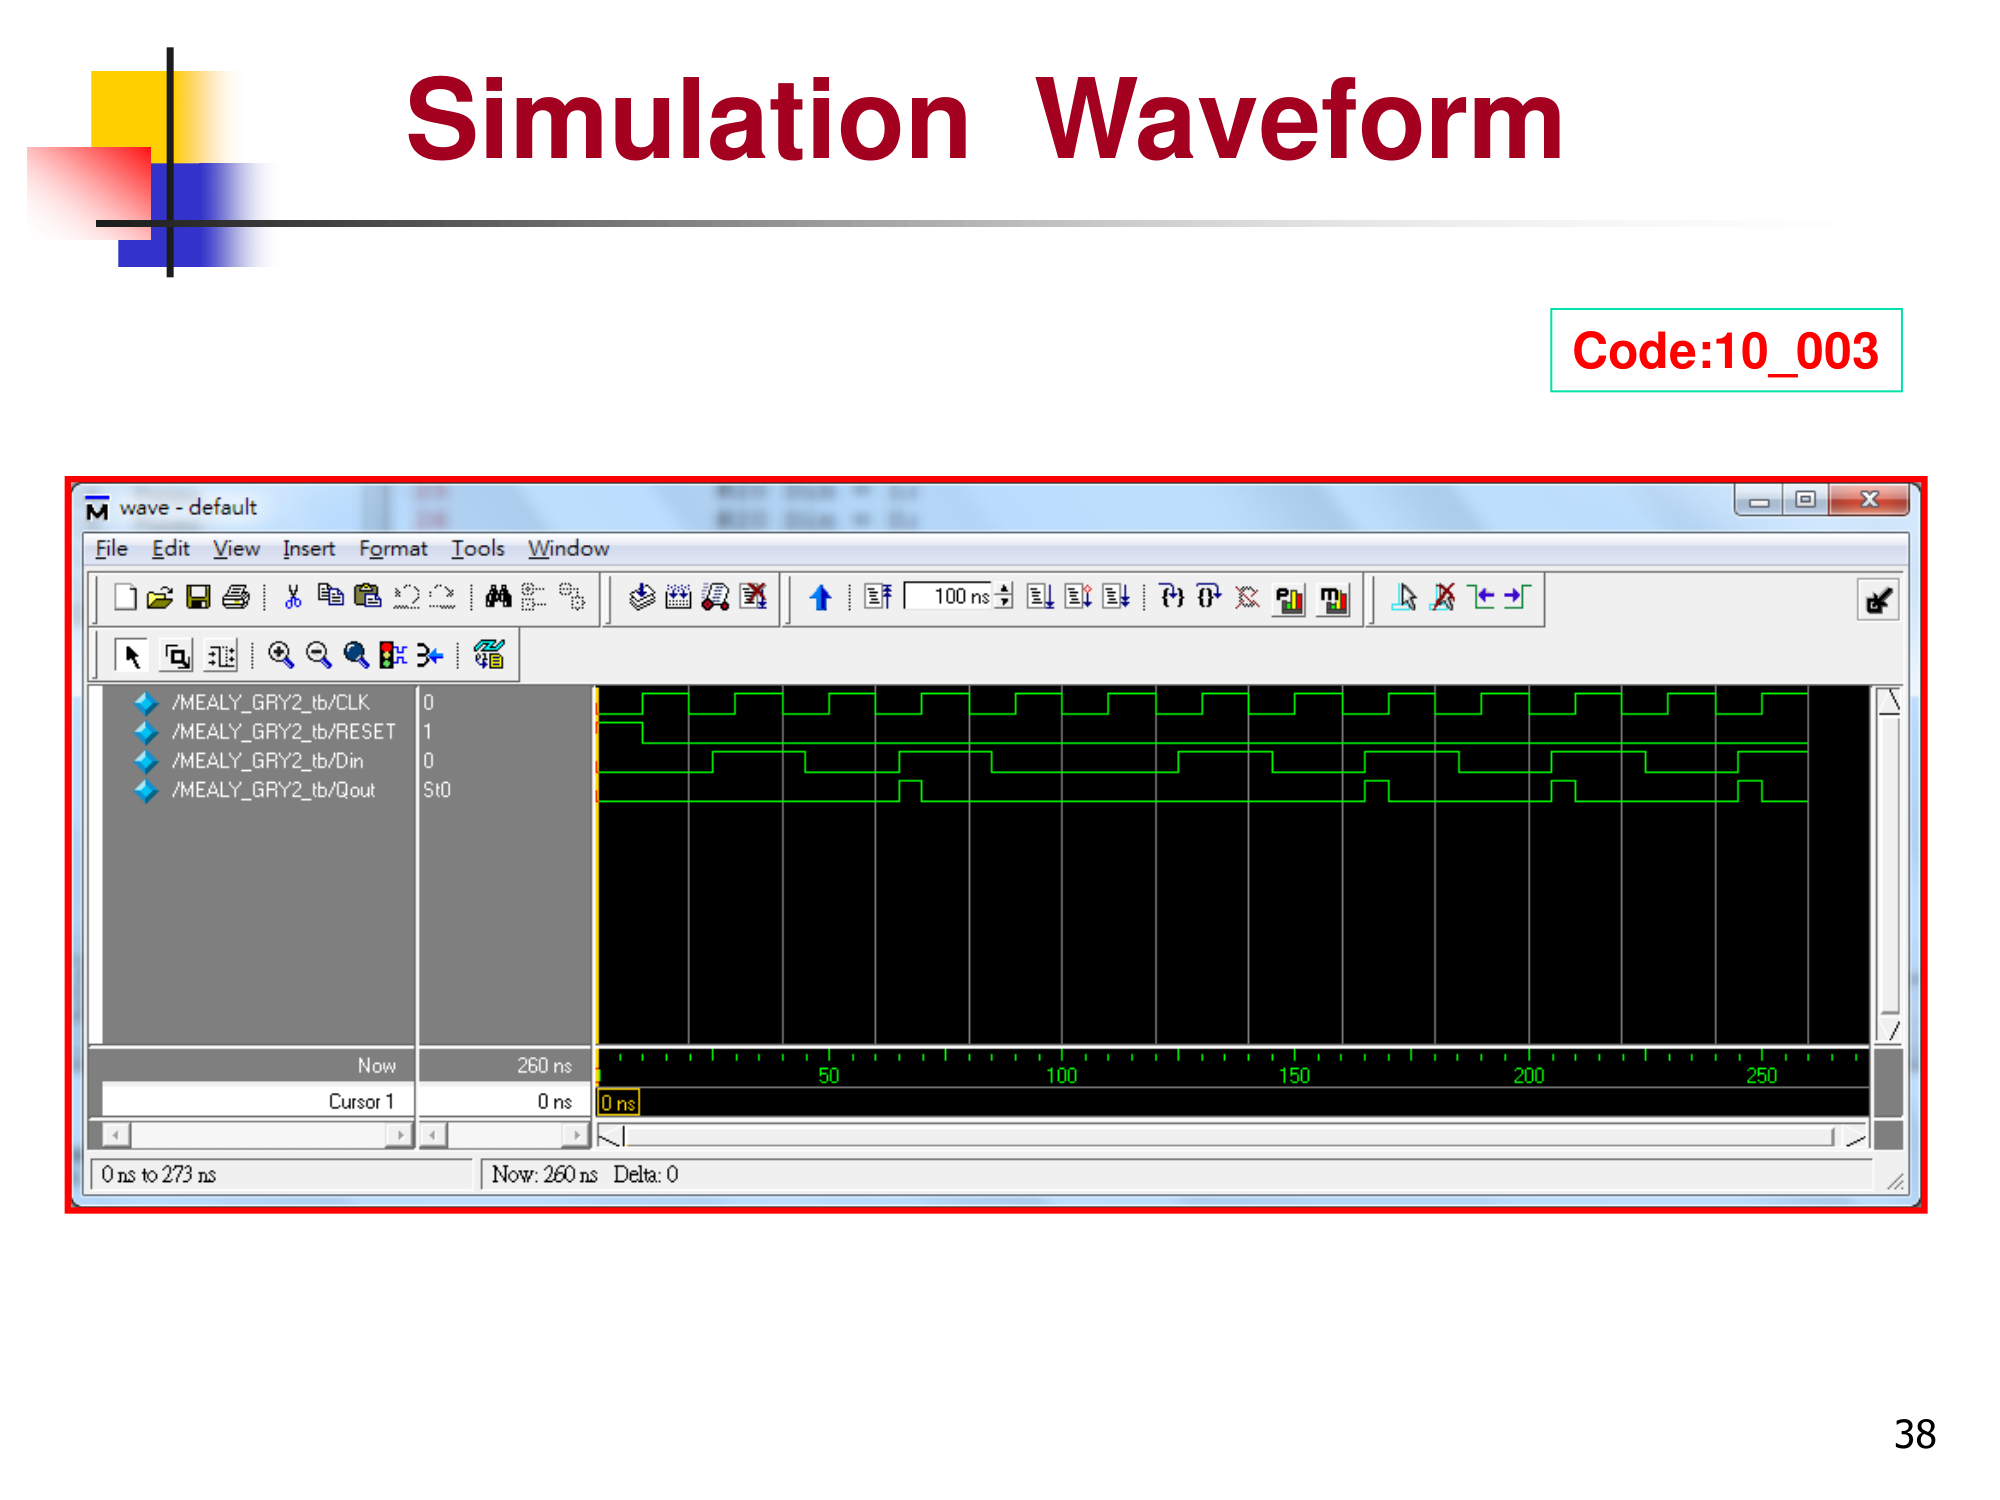 Simulation Waveform
Code:10_003
wave - default
File Edit View Insert Format Tools Window
100 ns
/MEALY_GRY2_tb/CLK 0
/MEALY_GRY2_tb/RESET 1
/MEALY_GRY2_tb/Din 0
/MEALY_GRY2_tb/Qout St0
Now 260 ns 50 100 150 200 250
Cursor 1 0 ns 0 ns
0 ns to 273 ns Now: 260 ns Delta: 0
38